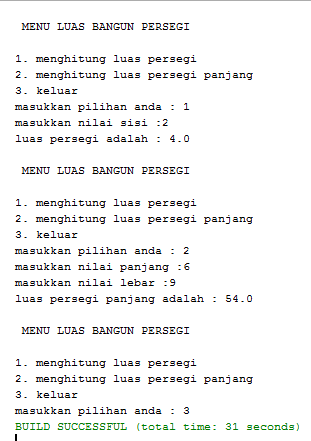 MENU LUAS BANGUN PERSEGI
1. menghitung luas persegi
2. menghitung luas persegi panjang
3. keluar
masukkan pilihan anda : 1
masukkan nilai sisi :2
luas persegi adalah : 4.0
MENU LUAS BANGUN PERSEGI
1. menghitung luas persegi
2. menghitung luas persegi panjang
3. keluar
masukkan pilihan anda : 2
masukkan nilai panjang :6
masukkan nilai lebar :9
luas persegi panjang adalah : 54.0
MENU LUAS BANGUN PERSEGI
1. menghitung luas persegi
2. menghitung luas persegi panjang
3. keluar
masukkan pilihan anda : 3
BUILD SUCCESSFUL (total time: 31 seconds)